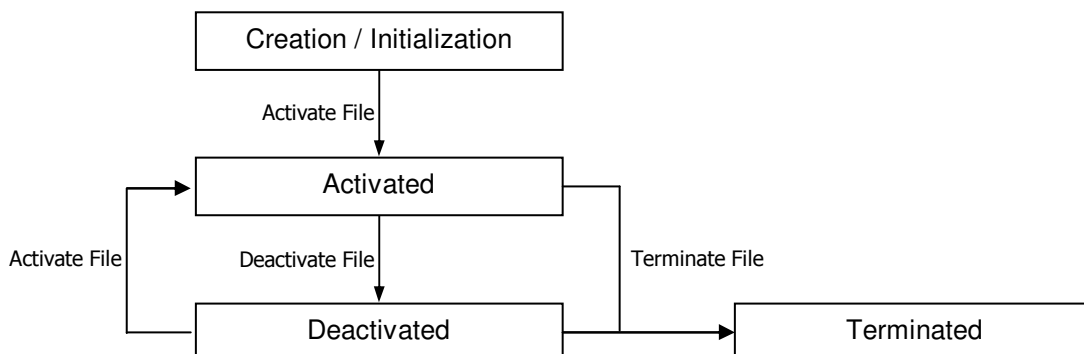 Creation / Initialization
Activate File
Activated
Activate File
Deactivate File
Terminate File
Deactivated
Terminated